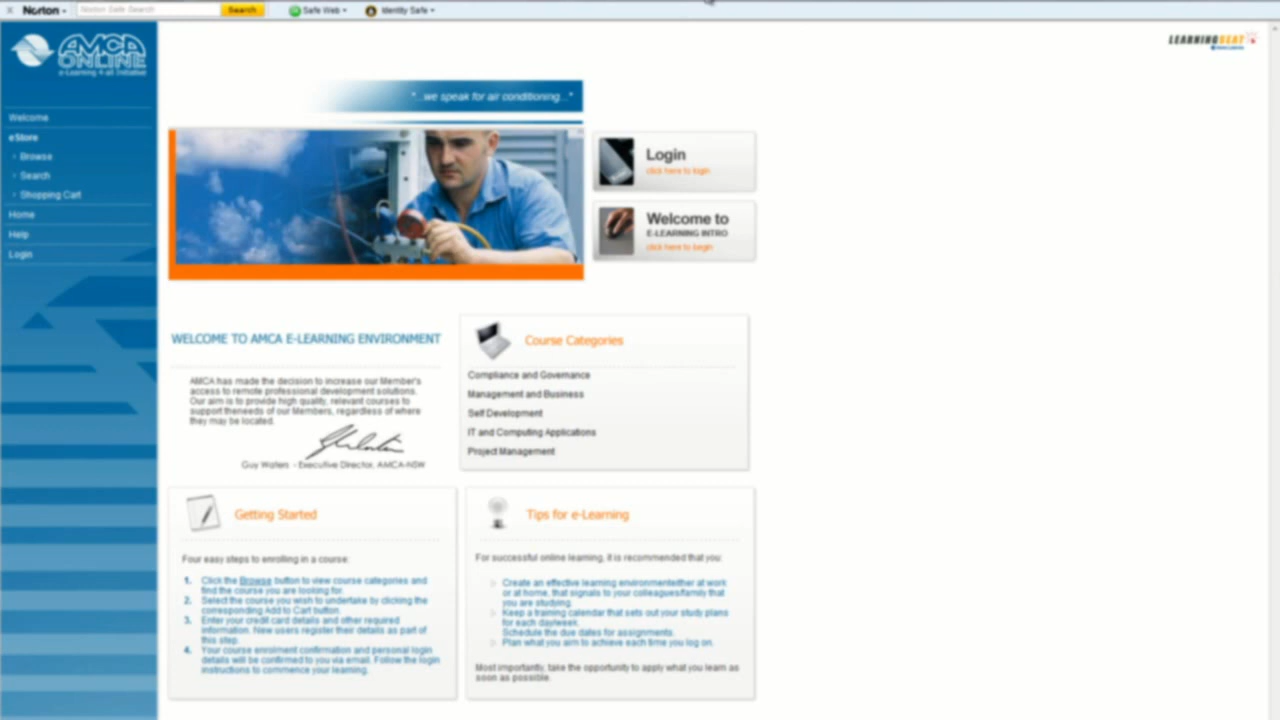 Norton
Norton Safe Search
Search
Safe Web
Identity Safe
AMCA
ONLINE
e-Learning 4 all Initiative
LEARNINGSEAT
Welcome
eStore
Browse
Search
Shopping Cart
Home
Help
Login
"...we speak for air conditioning..."
Login
click here to login
Welcome to
E-LEARNING INTRO
click here to begin
WELCOME TO AMCA E-LEARNING ENVIRONMENT
AMCA has made the decision to increase our Member's
access to remote professional development solutions.
Our aim is to provide high quality, relevant courses to
support theneeds of our Members, regardless of where
they may be located.
Guy Waters - Executive Director, AMCA-NSW
Course Categories
Compliance and Governance
Management and Business
Self Development
IT and Computing Applications
Project Management
Getting Started
Four easy steps to enrolling in a course:
1. Click the Browse button to view course categories and
find the course you are looking for.
2. Select the course you wish to undertake by clicking the
corresponding Add to Cart button.
3. Enter your credit card details and other required
information. New users register their details as part of
this step.
4. Your course enrolment confirmation and personal login
details will be confirmed to you via email. Follow the login
instructions to commence your learning.
Tips for e-Learning
For successful online learning, it is recommended that you:
Create an effective learning environmenteither at work
or at home, that signals to your colleagues/family that
you are studying.
Keep a training calendar that sets out your study plans
for each day/week.
Schedule the due dates for assignments.
Plan what you aim to achieve each time you log on.
Most importantly, take the opportunity to apply what you learn as
soon as possible.